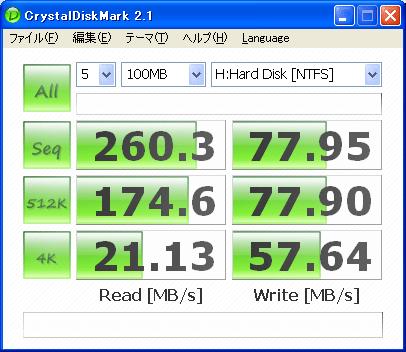 CrystalDiskMark 2.1
ファイル(F) 編集(E) テーマ(T) ヘルプ(H) Language
All 5 100MB H:Hard Disk [NTFS]
Seq 260.3 77.95
512K 174.6 77.90
4K 21.13 57.64
Read [MB/s] Write [MB/s]